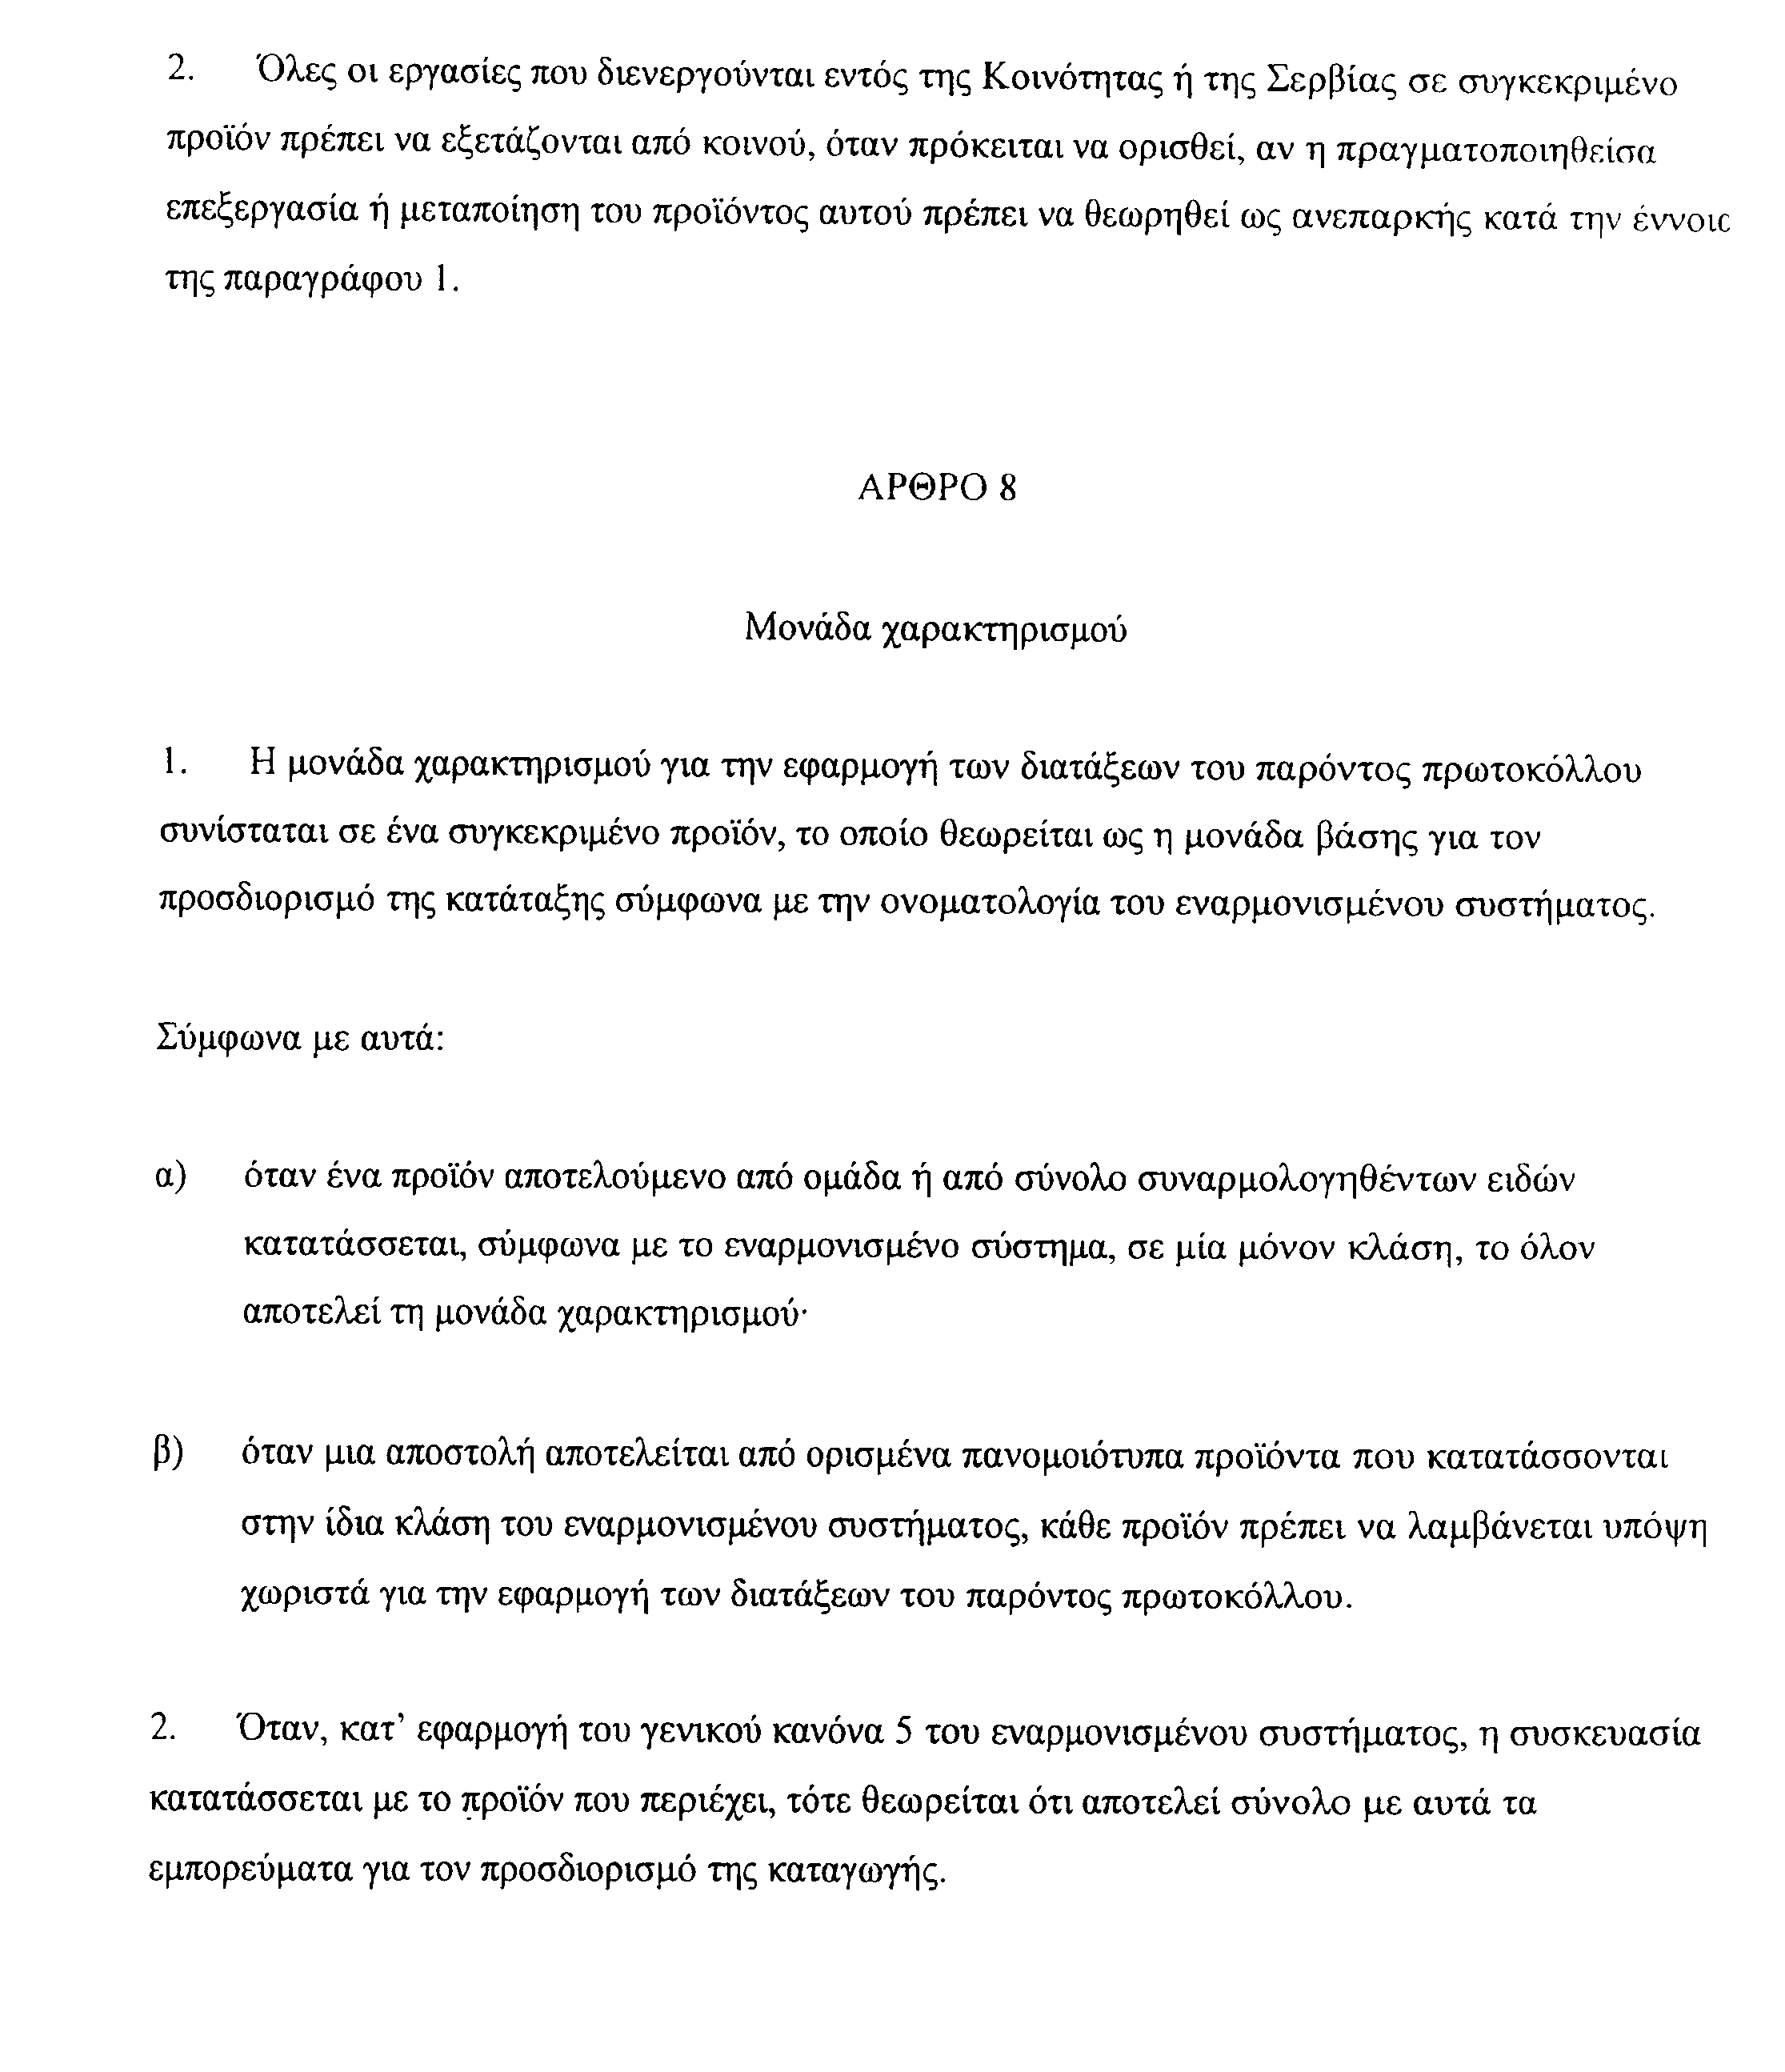 2. Όλες οι εργασίες που διενεργούνται εντός της Κοινότητας ή της Σερβίας σε συγκεκριμένο
προϊόν πρέπει να εξετάζονται από κοινού, όταν πρόκειται να ορισθεί, αν η πραγματοποιηθείσα
επεξεργασία ή μεταποίηση του προϊόντος αυτού πρέπει να θεωρηθεί ως ανεπαρκής κατά την έννοια
της παραγράφου 1.
ΑΡΘΡΟ 8
Μονάδα χαρακτηρισμού
1. Η μονάδα χαρακτηρισμού για την εφαρμογή των διατάξεων του παρόντος πρωτοκόλλου
συνίσταται σε ένα συγκεκριμένο προϊόν, το οποίο θεωρείται ως η μονάδα βάσης για τον
προσδιορισμό της κατάταξης σύμφωνα με την ονοματολογία του εναρμονισμένου συστήματος.
Σύμφωνα με αυτά:
α) όταν ένα προϊόν αποτελούμενο από ομάδα ή από σύνολο συναρμολογηθέντων ειδών
κατατάσσεται, σύμφωνα με το εναρμονισμένο σύστημα, σε μία μόνον κλάση, το όλον
αποτελεί τη μονάδα χαρακτηρισμού·
β) όταν μια αποστολή αποτελείται από ορισμένα πανομοιότυπα προϊόντα που κατατάσσονται
στην ίδια κλάση του εναρμονισμένου συστήματος, κάθε προϊόν πρέπει να λαμβάνεται υπόψη
χωριστά για την εφαρμογή των διατάξεων του παρόντος πρωτοκόλλου.
2. Όταν, κατ’ εφαρμογή του γενικού κανόνα 5 του εναρμονισμένου συστήματος, η συσκευασία
κατατάσσεται με το προϊόν που περιέχει, τότε θεωρείται ότι αποτελεί σύνολο με αυτά τα
εμπορεύματα για τον προσδιορισμό της καταγωγής.